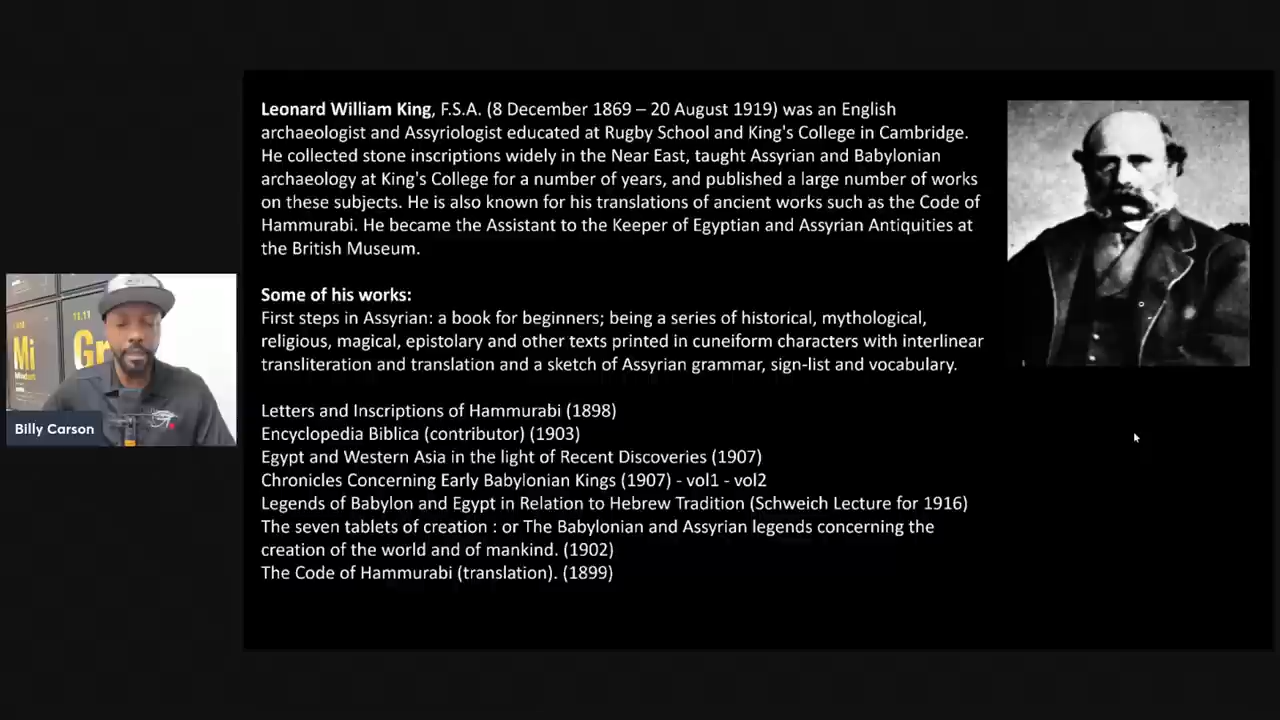 Leonard William King, F.S.A. (8 December 1869 – 20 August 1919) was an English
archaeologist and Assyriologist educated at Rugby School and King's College in Cambridge.
He collected stone inscriptions widely in the Near East, taught Assyrian and Babylonian
archaeology at King's College for a number of years, and published a large number of works
on these subjects. He is also known for his translations of ancient works such as the Code of
Hammurabi. He became the Assistant to the Keeper of Egyptian and Assyrian Antiquities at
the British Museum.
Some of his works:
First steps in Assyrian: a book for beginners; being a series of historical, mythological,
religious, magical, epistolary and other texts printed in cuneiform characters with interlinear
transliteration and translation and a sketch of Assyrian grammar, sign-list and vocabulary.
Letters and Inscriptions of Hammurabi (1898)
Encyclopedia Biblica (contributor) (1903)
Egypt and Western Asia in the light of Recent Discoveries (1907)
Chronicles Concerning Early Babylonian Kings (1907) - vol1 - vol2
Legends of Babylon and Egypt in Relation to Hebrew Tradition (Schweich Lecture for 1916)
The seven tablets of creation : or The Babylonian and Assyrian legends concerning the
creation of the world and of mankind. (1902)
The Code of Hammurabi (translation). (1899)
Mi
Gr
Billy Carson